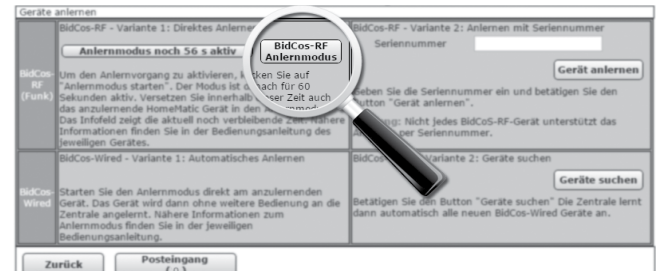 Geräte anlernen
BidCos-RF - Variante 1: Direktes Anlernen
Anlernmodus noch 56 s aktiv
BidCos-RF
Anlernmodus
BidCos-RF (Funk)
Um den Anlernvorgang zu aktivieren, klicken Sie auf
"Anlernmodus starten". Der Modus ist danach für 60
Sekunden aktiv. Versetzen Sie innerhalb dieser Zeit auch
das anzulernende HomeMatic Gerät in den
Das Infofeld zeigt die aktuell noch verbleibende Zeit. Nähere
Informationen finden Sie in der Bedienungsanleitung des
jeweiligen Gerätes.
BidCos-RF - Variante 2: Anlernen mit Seriennummer
Seriennummer
Gerät anlernen
Geben Sie die Seriennummer ein und betätigen Sie den
Button "Gerät anlernen".
Nicht jedes BidCoS-RF-Gerät unterstützt das
per Seriennummer.
BidCos-Wired
BidCos-Wired - Variante 1: Automatisches Anlernen
Starten Sie den Anlernmodus direkt am anzulernenden
Gerät. Das Gerät wird dann ohne weitere Bedienung an die
Zentrale angelernt. Nähere Informationen zum
Anlernmodus finden Sie in der jeweiligen
Bedienungsanleitung.
Variante 2: Geräte suchen
Geräte suchen
Betätigen Sie den Button "Geräte suchen" Die Zentrale lernt
dann automatisch alle neuen BidCos-Wired Geräte an.
Zurück
Posteingang